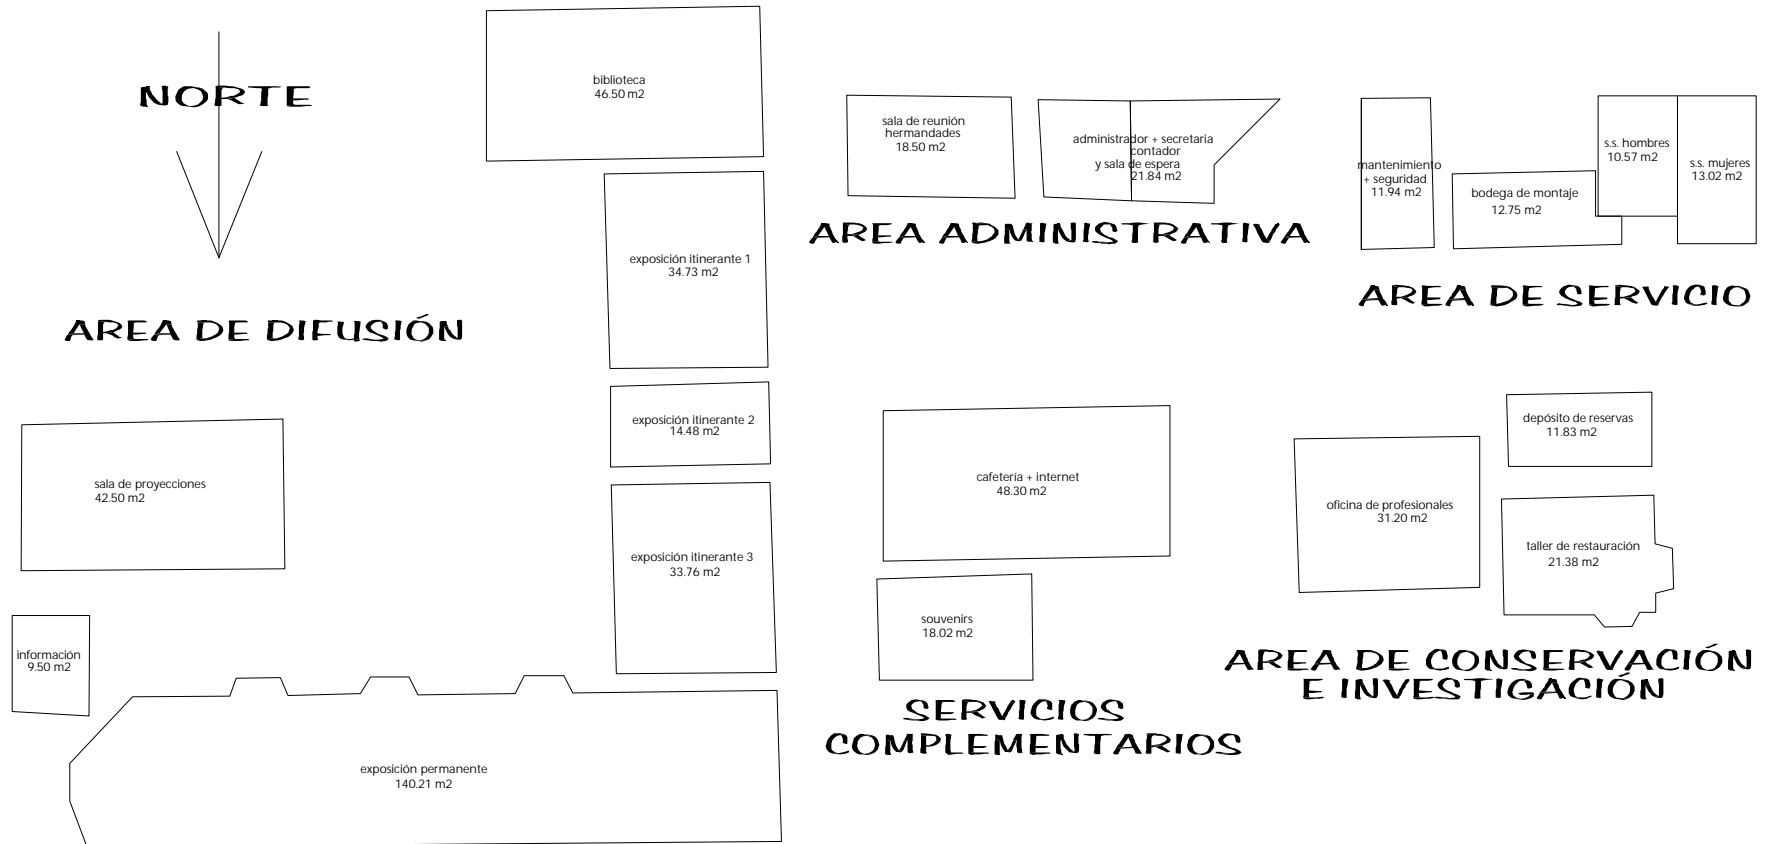 NORTE
AREA DE DIFUSIÓN
biblioteca
46.50 m2
exposición itinerante 1
34.73 m2
exposición itinerante 2
14.48 m2
exposición itinerante 3
33.76 m2
sala de proyecciones
42.50 m2
información
9.50 m2
exposición permanente
140.21 m2
sala de reunión
hermandades
18.50 m2
administrador + secretaria
contador
y sala de espera
21.84 m2
AREA ADMINISTRATIVA
mantenimiento
+ seguridad
11.94 m2
bodega de montaje
12.75 m2
s.s. hombres
10.57 m2
s.s. mujeres
13.02 m2
AREA DE SERVICIO
cafetería + internet
48.30 m2
souvenirs
18.02 m2
SERVICIOS
COMPLEMENTARIOS
depósito de reservas
11.83 m2
oficina de profesionales
31.20 m2
taller de restauración
21.38 m2
AREA DE CONSERVACIÓN
E INVESTIGACIÓN